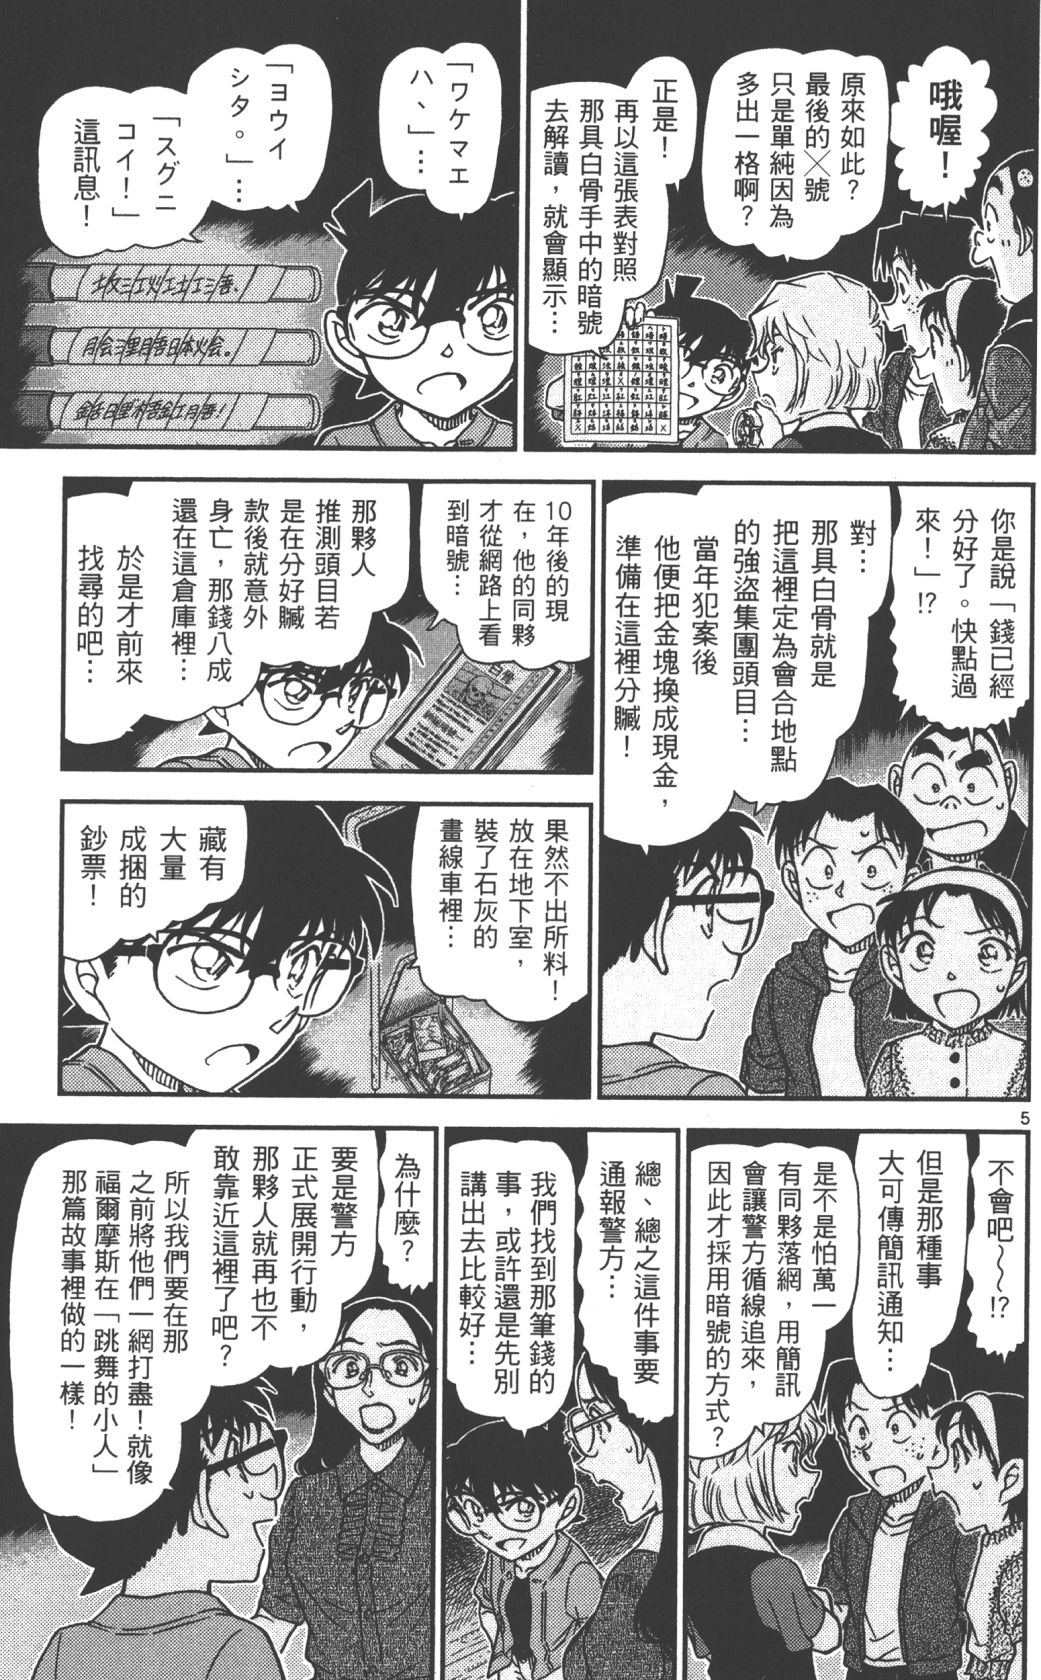 哦喔！
原來如此？
最後的╳號
只是單純因為
多出一格啊？
正是！
再以這張表對照
那具白骨手中的暗號
去解讀，就會顯示…
「ワケマエ
ハ、」…
「ヨウイ
シタ。」…
「スグニ
コイ！」
這訊息！
你是說「錢已經
分好了。快點過
來！」!?
對…
那具白骨就是
把這裡定為會合地點
的強盜集團頭目…
當年犯案後
他便把金塊換成現金，
準備在這裡分贓！
10年後的現
在，他的同夥
才從網路上看
到暗號…
白骨
那夥人
推測頭目若
是在分好贓
款後就意外
身亡，那錢八成
還在這倉庫裡…
於是才前來
找尋的吧…
果然不出所料！
放在地下室，
裝了石灰的
畫線車裡…
藏有
大量
成捆的
鈔票！
5
不會吧～～!?
但是那種事
大可傳簡訊通知…
是不是怕萬一
有同夥落網，用簡訊
會讓警方循線追來，
因此才採用暗號的方式？
總、總之這件事要
通報警方…
我們找到那筆錢的
事，或許還是先別
講出去比較好…
為什麼？
要是警方
正式展開行動，
那夥人就再也不
敢靠近這裡了吧？
所以我們要在那
之前將他們一網打盡！就像
福爾摩斯在「跳舞的小人」
那篇故事裡做的一樣！